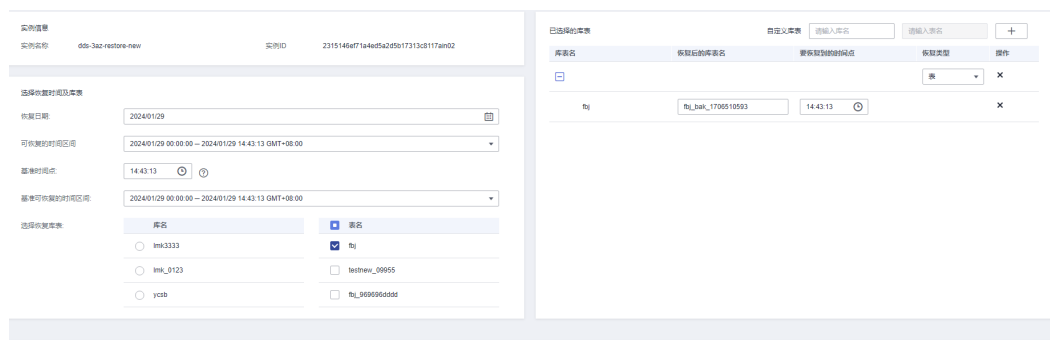 实例信息
实例名称 dds-3az-restore-new 实例ID 2315146ef71a4ed5a2d5b17313c8117ain02
选择恢复时间及库表
恢复日期: 2024/01/29
可恢复的时间区间 2024/01/29 00:00:00 -- 2024/01/29 14:43:13 GMT+08:00
基准时间点: 14:43:13
基准可恢复的时间区间: 2024/01/29 00:00:00 -- 2024/01/29 14:43:13 GMT+08:00
选择恢复库表: 库名 表名
lmk3333 fbj
lmk_0123 testnew_09955
ycsb fbj_969696dddd
已选择的库表 自定义库表 请输入库名 请输入表名
库表名 恢复后的库表名 要恢复到的时间点 恢复类型 操作
表
fbj fbj_bak_1706510593 14:43:13